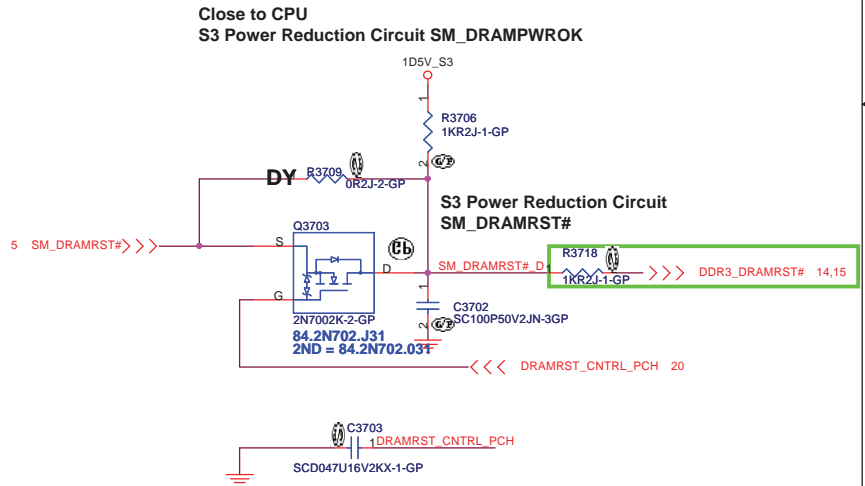 Close to CPU
S3 Power Reduction Circuit SM_DRAMPWROK
1D5V_S3
1
R3706
1KR2J-1-GP
2
DY R3709
0R2J-2-GP
S3 Power Reduction Circuit
SM_DRAMRST#
Q3703
5 SM_DRAMRST#
S
D
SM_DRAMRST#_D
1
R3718
1KR2J-1-GP
DDR3_DRAMRST# 14,15
G
1
C3702
SC100P50V2JN-3GP
2
2N7002K-2-GP
84.2N702.J31
2ND = 84.2N702.031
DRAMRST_CNTRL_PCH 20
C3703
1
DRAMRST_CNTRL_PCH
SCD047U16V2KX-1-GP